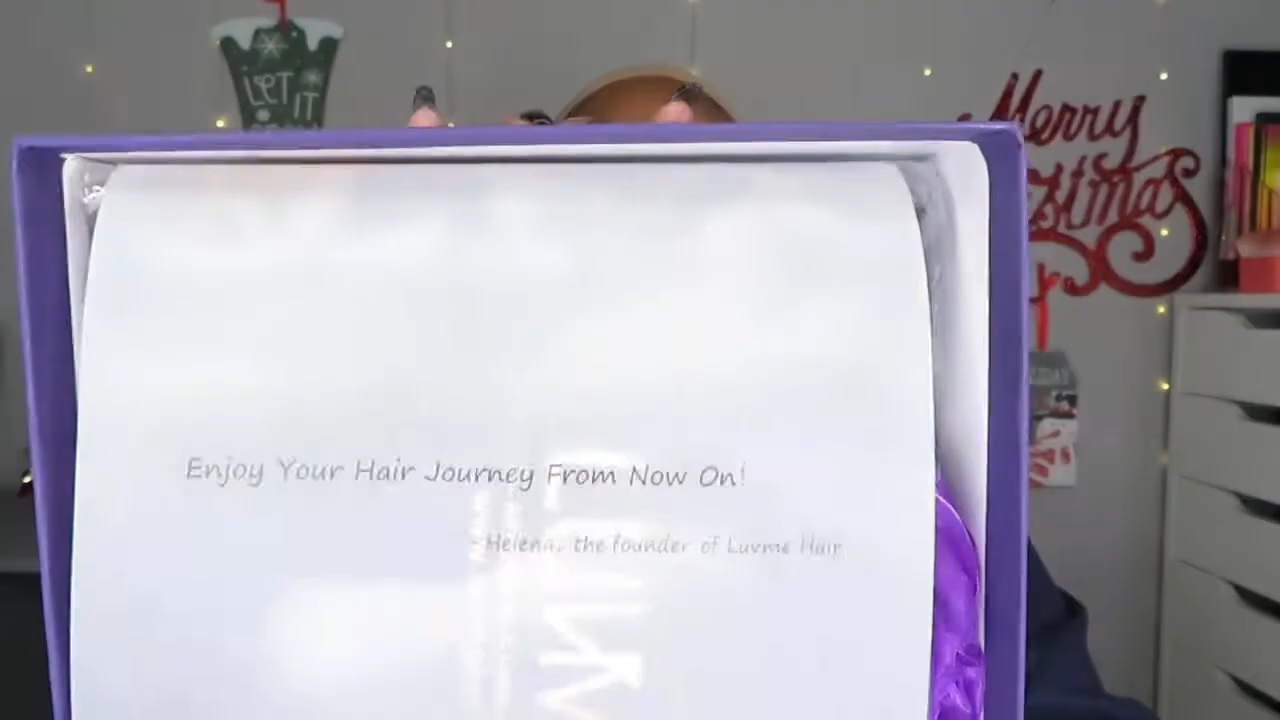 LET IT
Merry
Enjoy Your Hair Journey From Now On!
-Helena, the founder of Luvme Hair